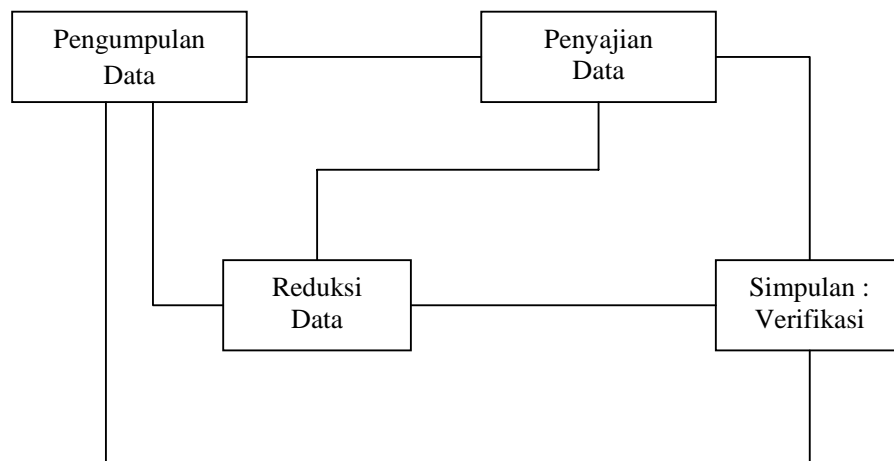 Pengumpulan
Data
Penyajian
Data
Reduksi
Data
Simpulan :
Verifikasi